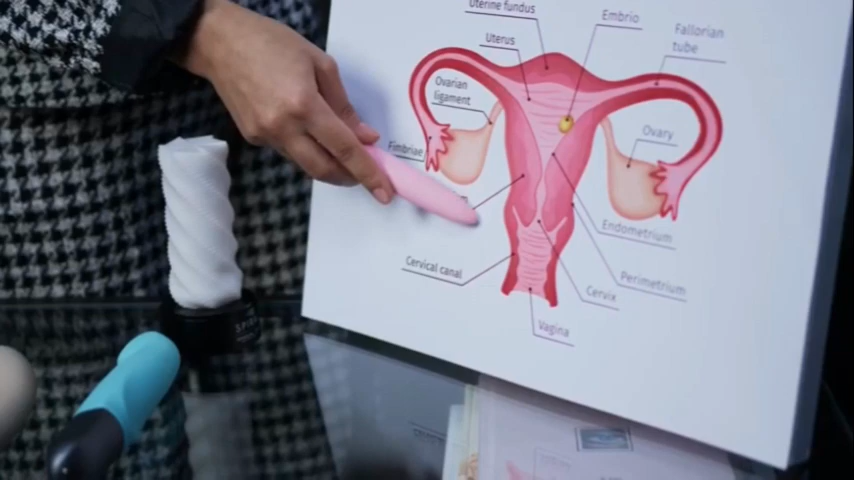 Uterine fundus
Embrio
Fallorian
tube
Uterus
Ovarian
ligament
Fimbriae
Ovary
Endometrium
Perimetrium
Cervical canal
Cervix
Vagina